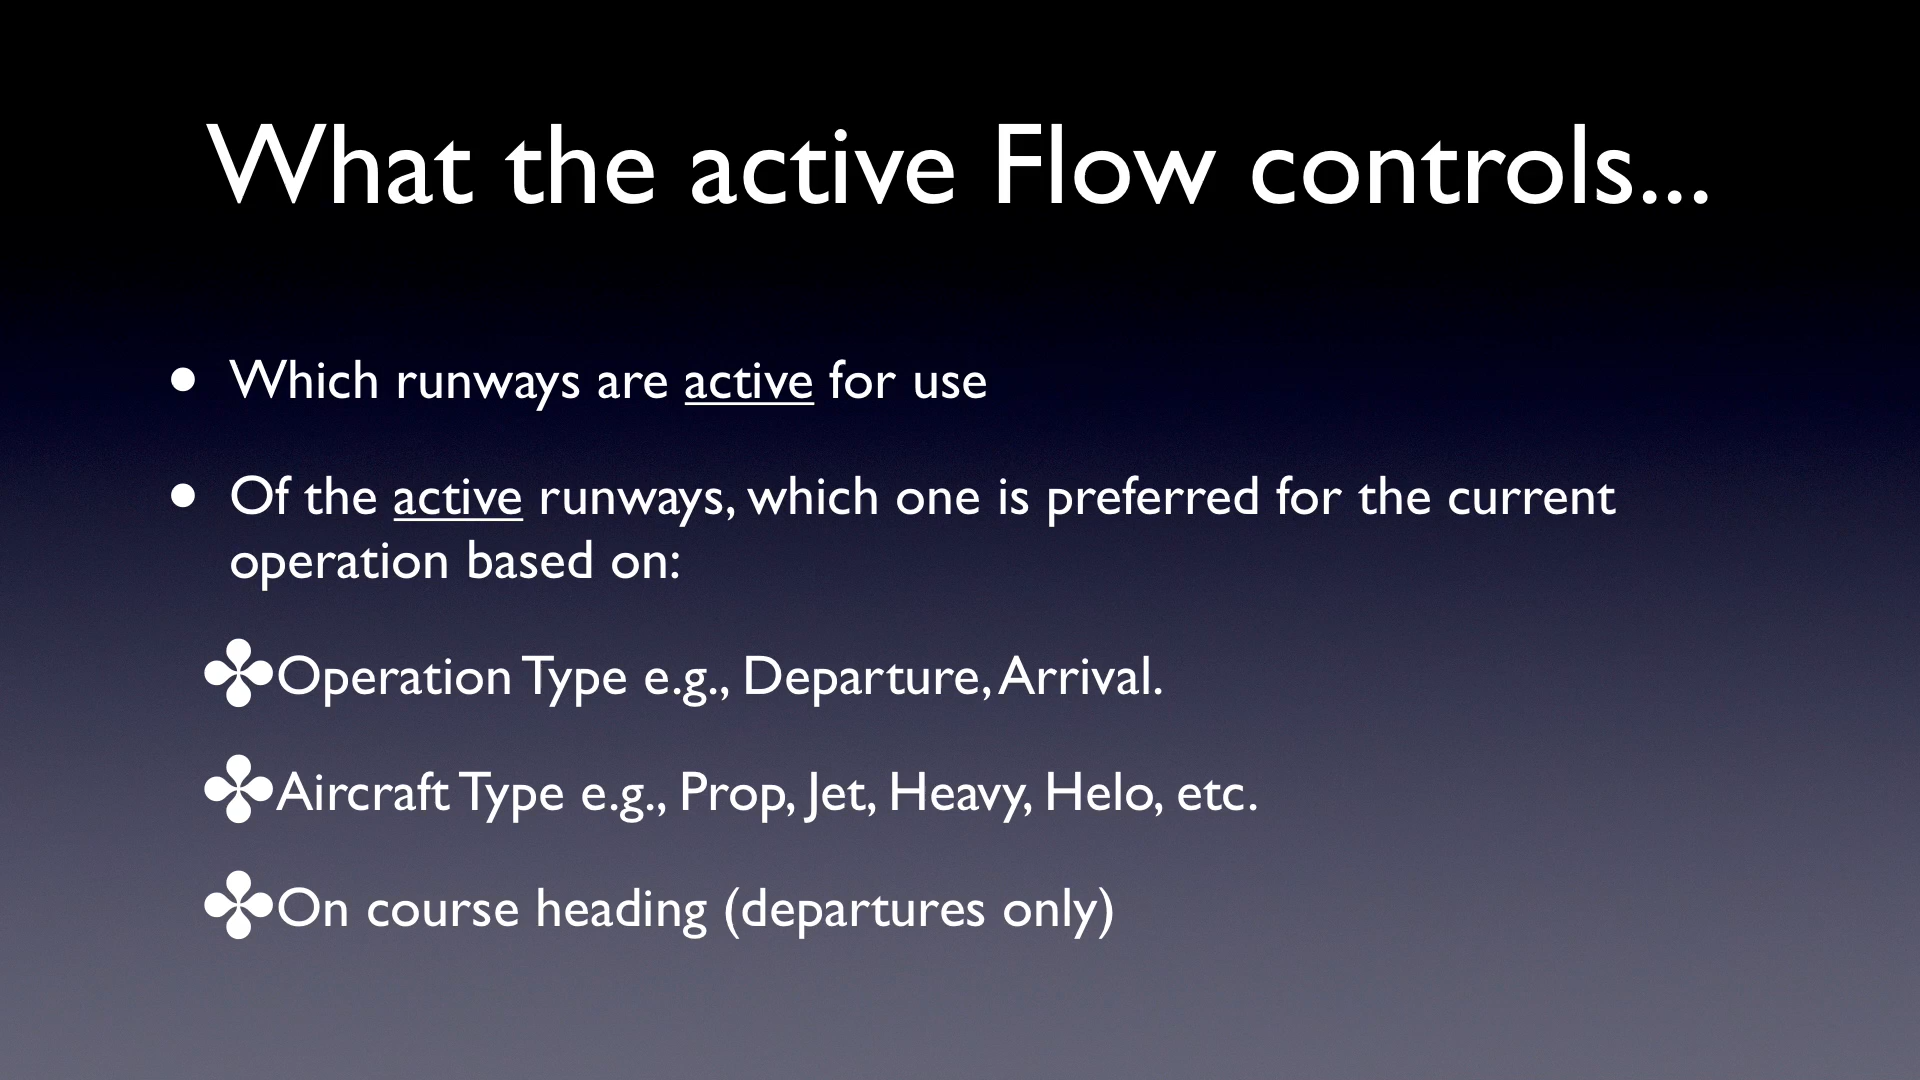 What the active Flow controls...
• Which runways are active for use
• Of the active runways, which one is preferred for the current
operation based on:
✤Operation Type e.g., Departure, Arrival.
✤Aircraft Type e.g., Prop, Jet, Heavy, Helo, etc.
✤On course heading (departures only)